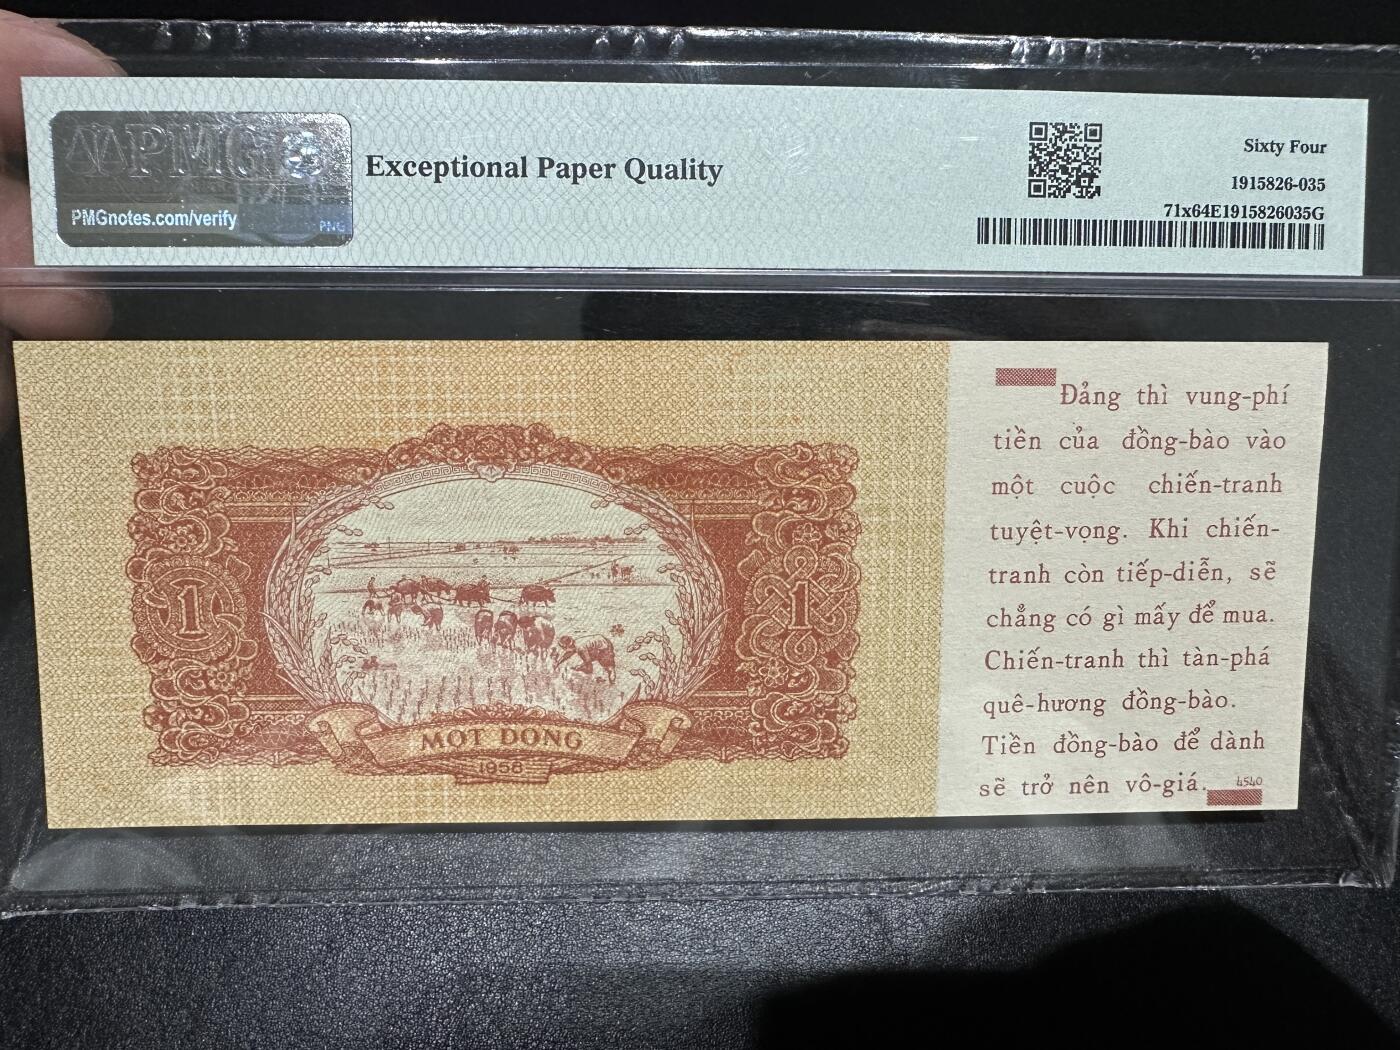 PMG
PMGnotes.com/verify
PMG
Exceptional Paper Quality
Sixty Four
1915826-035
71x64E1915826035G
1
1
MỘT ĐỒNG
1958
Đảng thì vung-phí
tiền của đồng-bào vào
một cuộc chiến-tranh
tuyệt-vọng. Khi chiến-
tranh còn tiếp-diễn, sẽ
chẳng có gì mấy để mua.
Chiến-tranh thì tàn-phá
quê-hương đồng-bào.
Tiền đồng-bào để dành
sẽ trở nên vô-giá.
4540